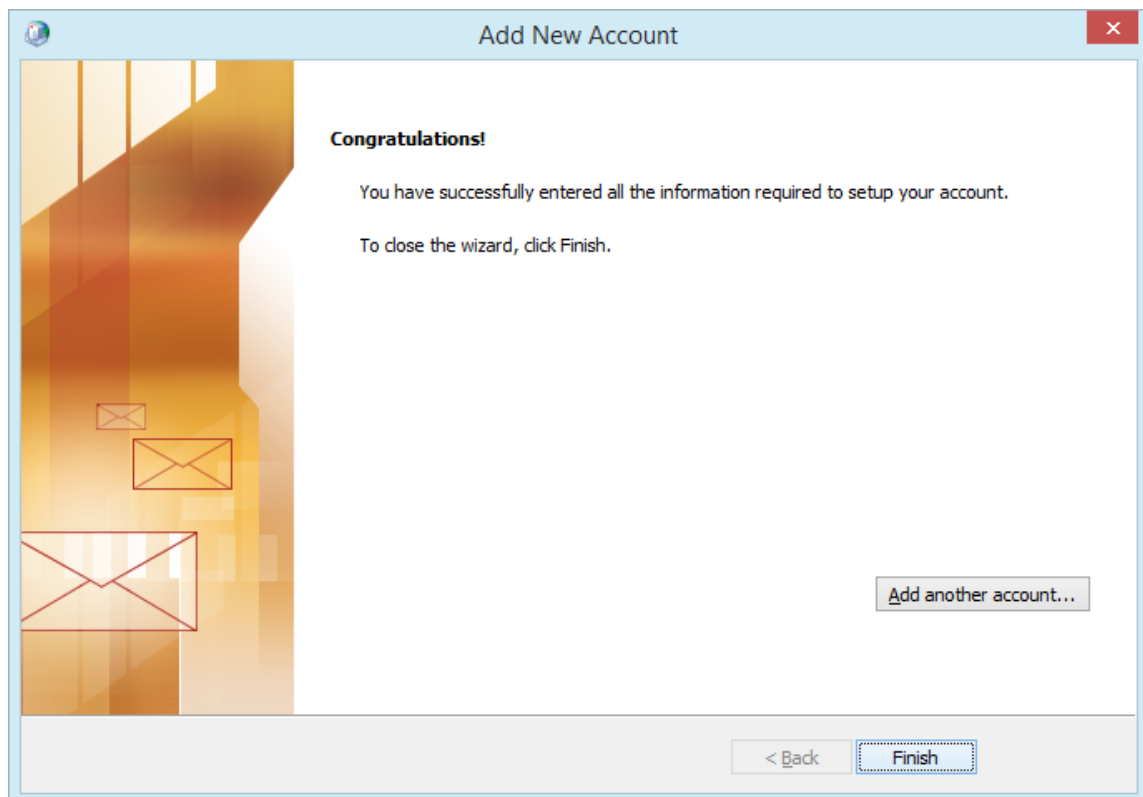 Add New Account
Congratulations!
You have successfully entered all the information required to setup your account.
To close the wizard, click Finish.
Add another account...
< Back
Finish